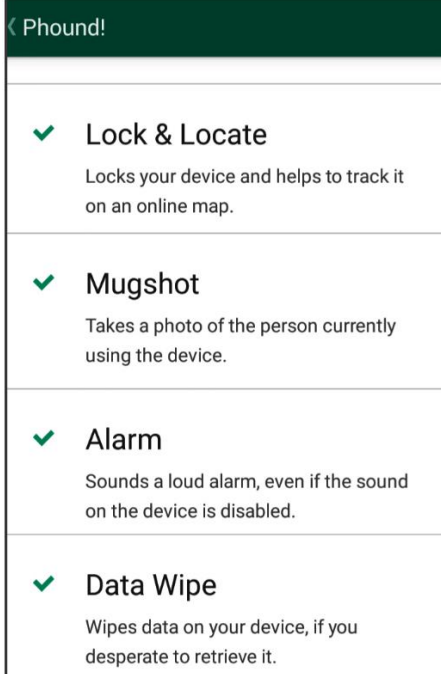 Phound!
Lock & Locate
Locks your device and helps to track it
on an online map.
Mugshot
Takes a photo of the person currently
using the device.
Alarm
Sounds a loud alarm, even if the sound
on the device is disabled.
Data Wipe
Wipes data on your device, if you
desperate to retrieve it.